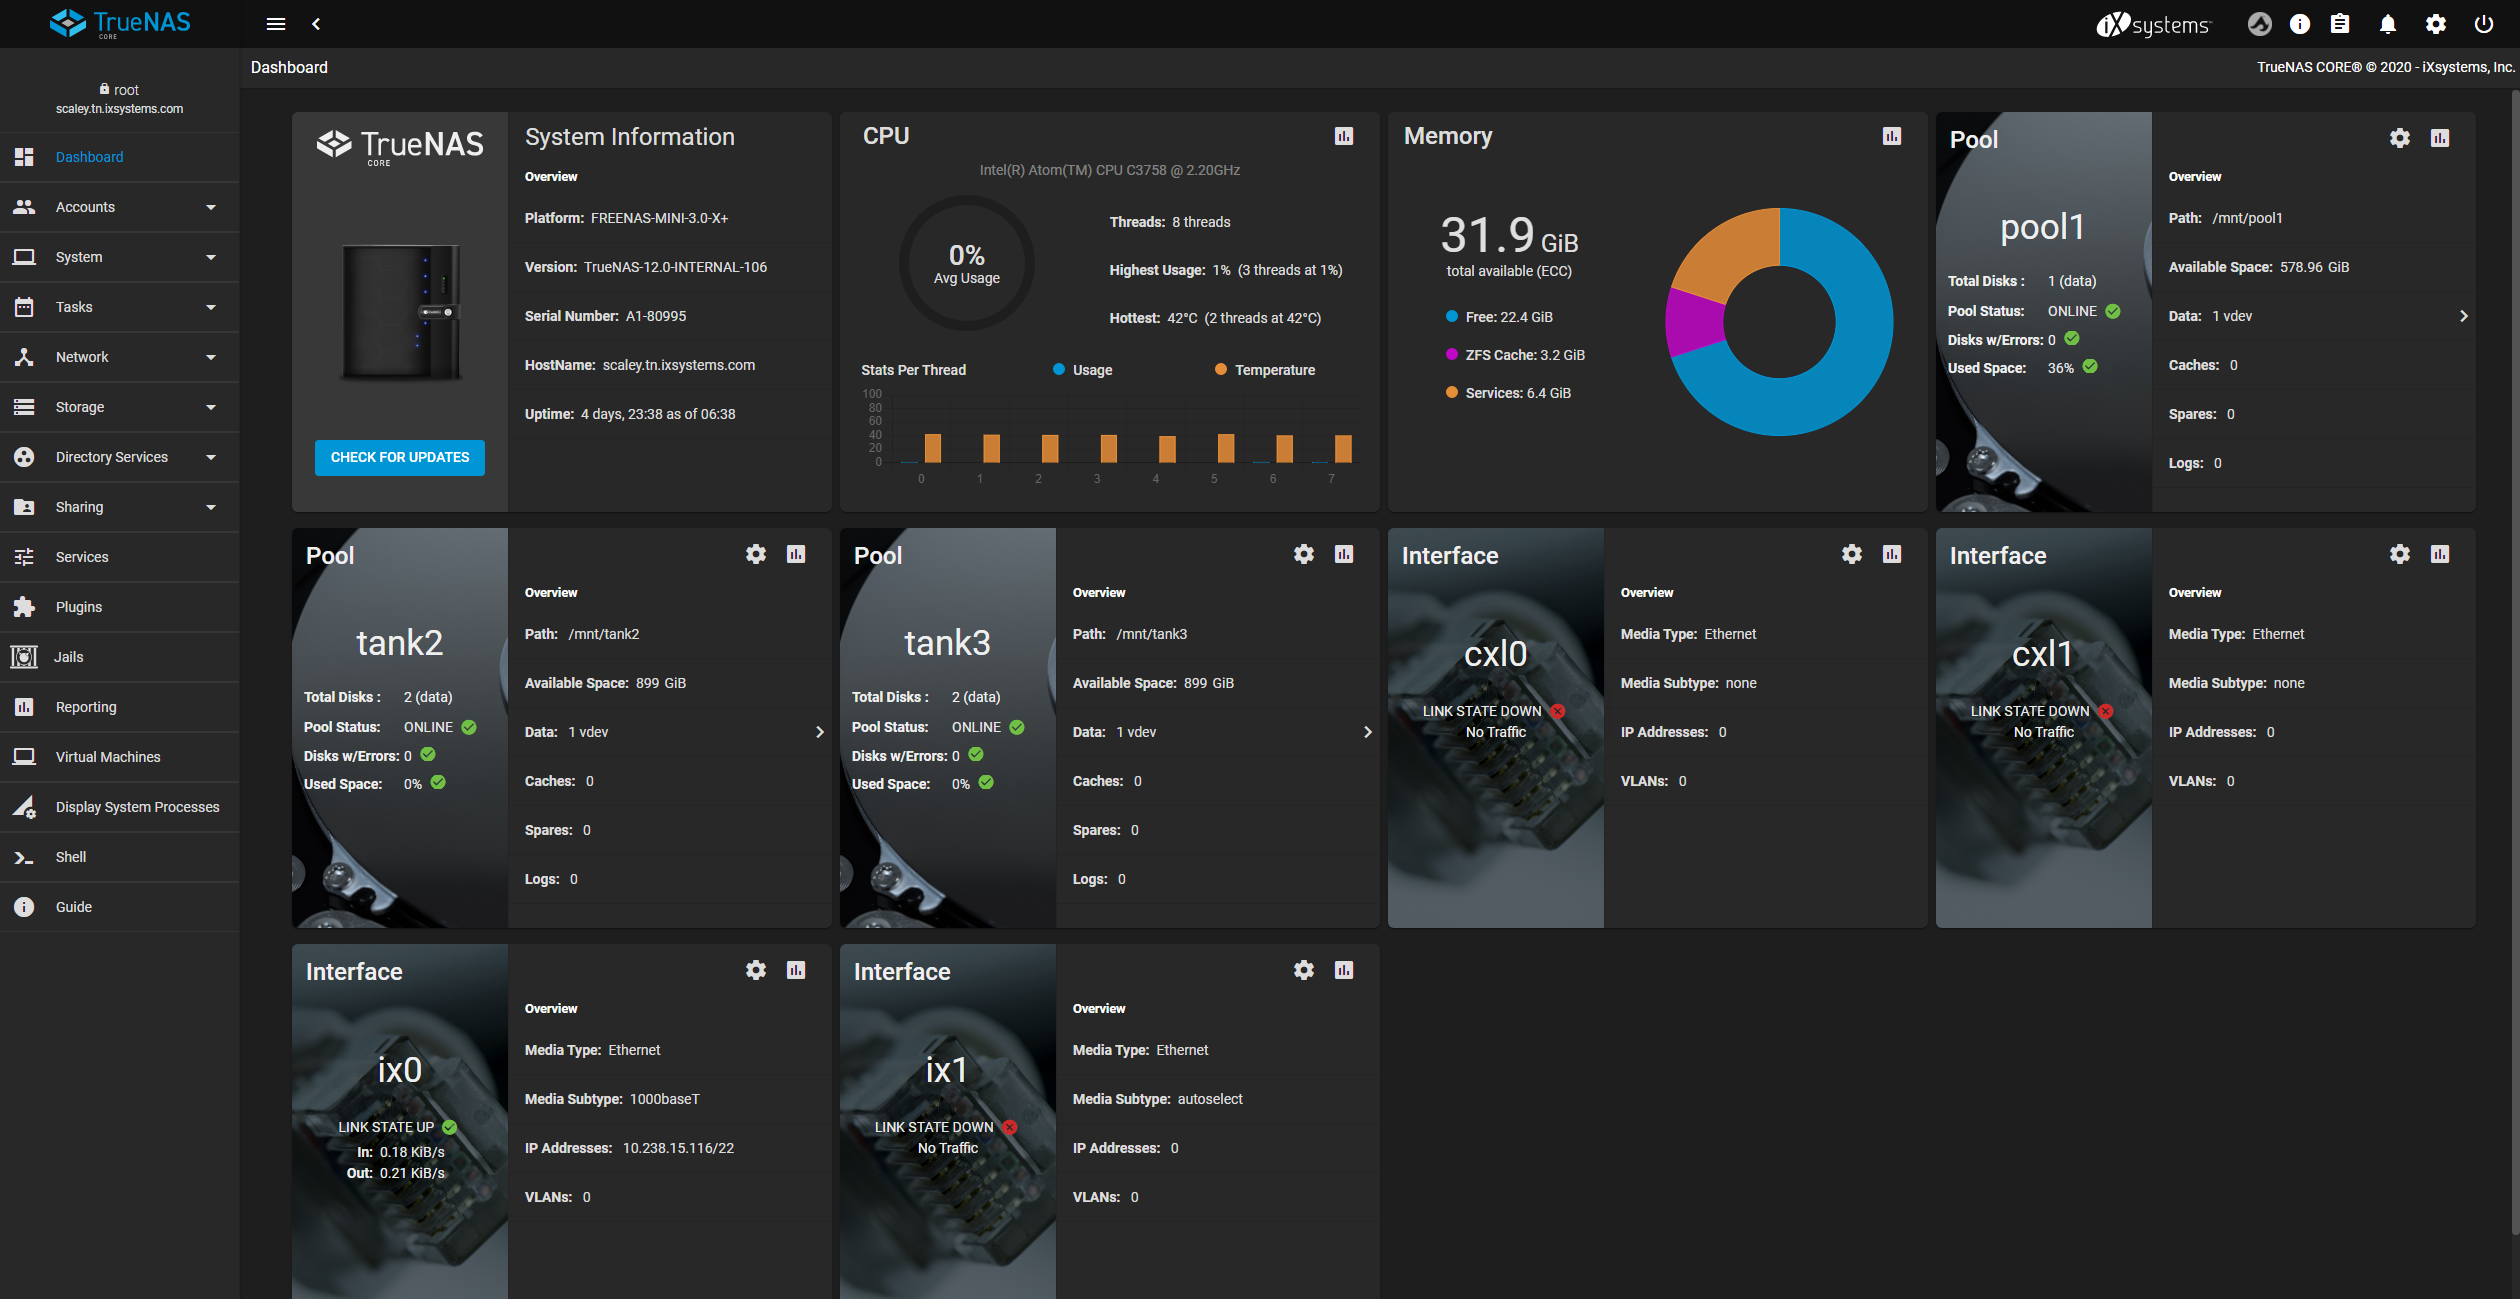 TrueNAS
CORE
iXsystems
Dashboard
TrueNAS CORE® © 2020 - iXsystems, Inc.
root
scaley.tn.ixsystems.com
Dashboard
Accounts
System
Tasks
Network
Storage
Directory Services
Sharing
Services
Plugins
Jails
Reporting
Virtual Machines
Display System Processes
Shell
Guide
TrueNAS
CORE
CHECK FOR UPDATES
System Information
Overview
Platform: FREENAS-MINI-3.0-X+
Version: TrueNAS-12.0-INTERNAL-106
Serial Number: A1-80995
HostName: scaley.tn.ixsystems.com
Uptime: 4 days, 23:38 as of 06:38
CPU
Intel(R) Atom(TM) CPU C3758 @ 2.20GHz
0%
Avg Usage
Threads: 8 threads
Highest Usage: 1% (3 threads at 1%)
Hottest: 42°C (2 threads at 42°C)
Stats Per Thread Usage Temperature
100
80
60
40
20
0
0 1 2 3 4 5 6 7
Memory
31.9 GiB
total available (ECC)
Free: 22.4 GiB
ZFS Cache: 3.2 GiB
Services: 6.4 GiB
Pool
pool1
Total Disks : 1 (data)
Pool Status: ONLINE
Disks w/Errors: 0
Used Space: 36%
Overview
Path: /mnt/pool1
Available Space: 578.96 GiB
Data: 1 vdev
Caches: 0
Spares: 0
Logs: 0
Pool
tank2
Total Disks : 2 (data)
Pool Status: ONLINE
Disks w/Errors: 0
Used Space: 0%
Overview
Path: /mnt/tank2
Available Space: 899 GiB
Data: 1 vdev
Caches: 0
Spares: 0
Logs: 0
Pool
tank3
Total Disks : 2 (data)
Pool Status: ONLINE
Disks w/Errors: 0
Used Space: 0%
Overview
Path: /mnt/tank3
Available Space: 899 GiB
Data: 1 vdev
Caches: 0
Spares: 0
Logs: 0
Interface
cxl0
LINK STATE DOWN
No Traffic
Overview
Media Type: Ethernet
Media Subtype: none
IP Addresses: 0
VLANs: 0
Interface
cxl1
LINK STATE DOWN
No Traffic
Overview
Media Type: Ethernet
Media Subtype: none
IP Addresses: 0
VLANs: 0
Interface
ix0
LINK STATE UP
In: 0.18 KiB/s
Out: 0.21 KiB/s
Overview
Media Type: Ethernet
Media Subtype: 1000baseT
IP Addresses: 10.238.15.116/22
VLANs: 0
Interface
ix1
LINK STATE DOWN
No Traffic
Overview
Media Type: Ethernet
Media Subtype: autoselect
IP Addresses: 0
VLANs: 0